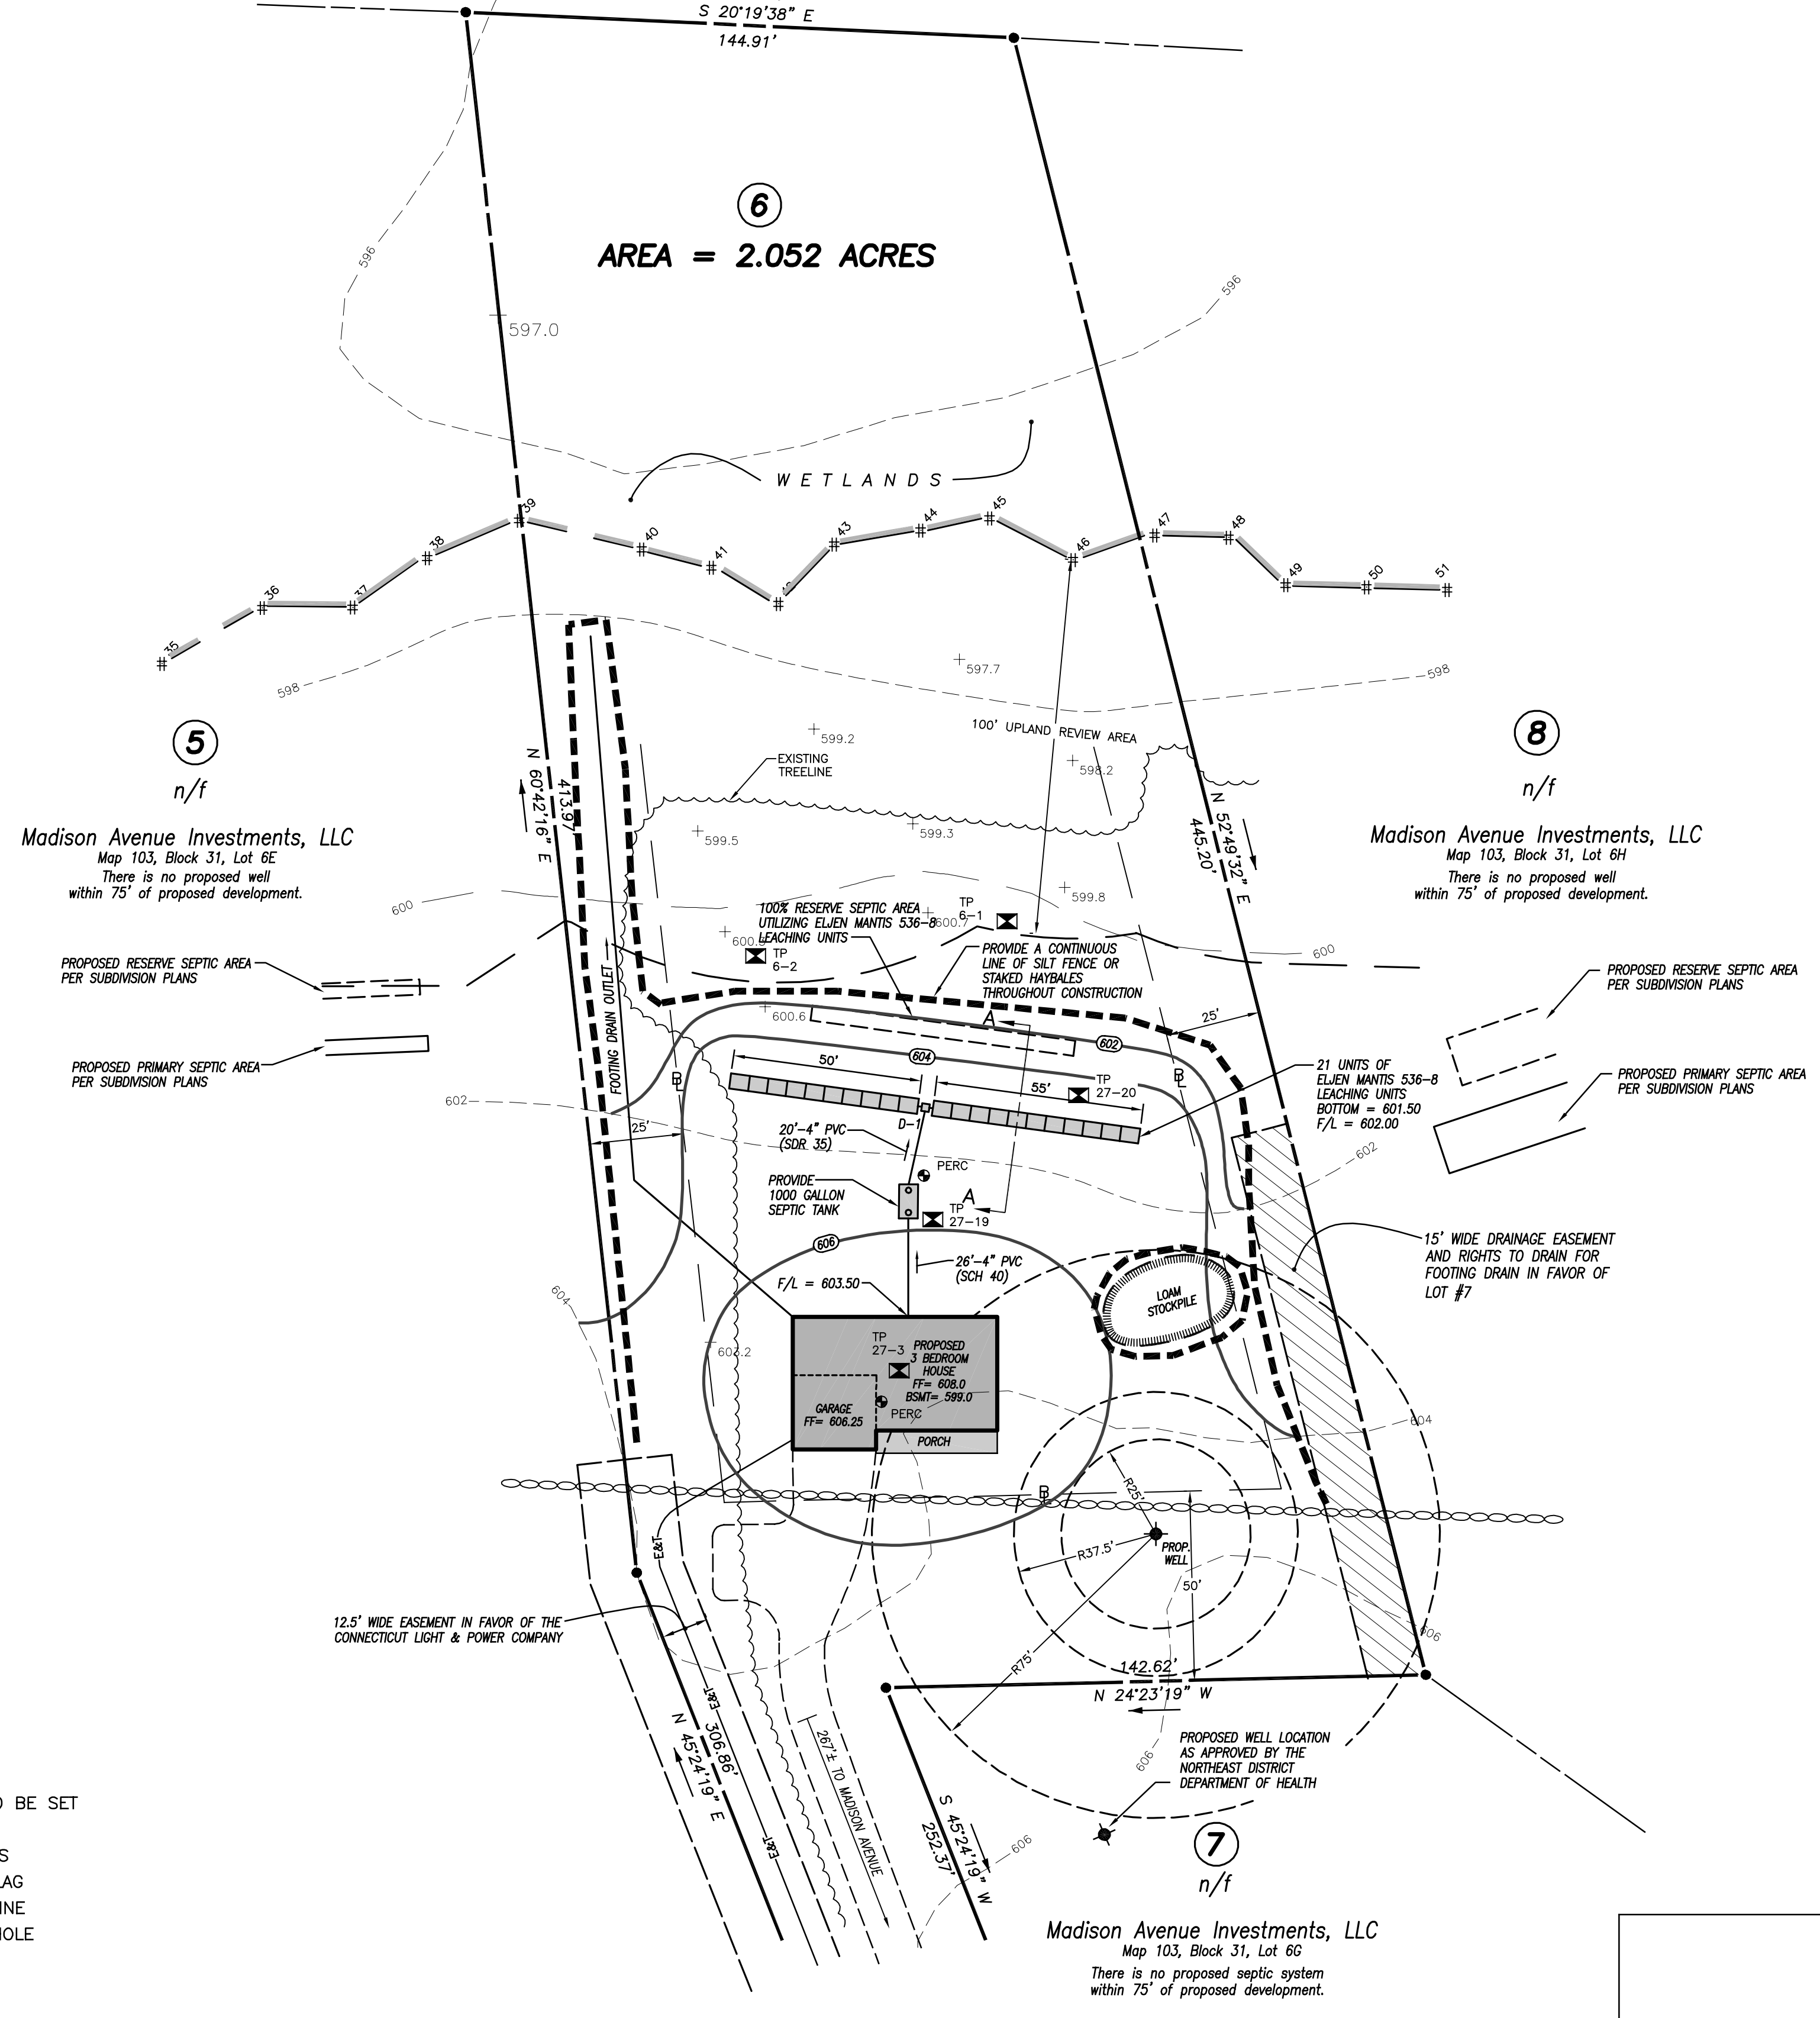 S 20°19'38" E
144.91'
6
AREA = 2.052 ACRES
596
596
597.0
WETLANDS
35
36
37
38
39
40
41
43
44
45
46
47
48
49
50
51
598
597.7
598
599.2
100' UPLAND REVIEW AREA
598.2
EXISTING
TREELINE
5
n/f
Madison Avenue Investments, LLC
Map 103, Block 31, Lot 6E
There is no proposed well
within 75' of proposed development.
8
n/f
Madison Avenue Investments, LLC
Map 103, Block 31, Lot 6H
There is no proposed well
within 75' of proposed development.
N 60°42'16" E
413.97'
N 52°49'32" E
445.20'
599.5
599.3
599.8
600
600
100% RESERVE SEPTIC AREA
UTILIZING ELJEN MANTIS 536-8
LEACHING UNITS
600.7
TP
6-1
TP
6-2
PROVIDE A CONTINUOUS
LINE OF SILT FENCE OR
STAKED HAYBALES
THROUGHOUT CONSTRUCTION
PROPOSED RESERVE SEPTIC AREA
PER SUBDIVISION PLANS
PROPOSED PRIMARY SEPTIC AREA
PER SUBDIVISION PLANS
PROPOSED RESERVE SEPTIC AREA
PER SUBDIVISION PLANS
PROPOSED PRIMARY SEPTIC AREA
PER SUBDIVISION PLANS
FOOTING DRAIN OUTLET
600.6
A
25'
602
604
50'
55'
TP
27-20
BL
BL
21 UNITS OF
ELJEN MANTIS 536-8
LEACHING UNITS
BOTTOM = 601.50
F/L = 602.00
602
602
25'
D-1
20'-4" PVC
(SDR 35)
PERC
PROVIDE
1000 GALLON
SEPTIC TANK
A
TP
27-19
606
26'-4" PVC
(SCH 40)
F/L = 603.50
15' WIDE DRAINAGE EASEMENT
AND RIGHTS TO DRAIN FOR
FOOTING DRAIN IN FAVOR OF
LOT #7
LOAM
STOCKPILE
604
603.2
TP
27-3
PROPOSED
3 BEDROOM
HOUSE
FF= 608.0
BSMT= 599.0
GARAGE
FF= 606.25
PERC
PORCH
604
BL
R25'
R37.5'
PROP.
WELL
50'
R75'
E&T
12.5' WIDE EASEMENT IN FAVOR OF THE
CONNECTICUT LIGHT & POWER COMPANY
606
142.62'
N 24°23'19" W
E&T
306.86'
N 45°24'19" E
267'± TO MADISON AVENUE
E&T
PROPOSED WELL LOCATION
AS APPROVED BY THE
NORTHEAST DISTRICT
DEPARTMENT OF HEALTH
606
S 45°24'19" W
252.37'
606
7
n/f
Madison Avenue Investments, LLC
Map 103, Block 31, Lot 6G
There is no proposed septic system
within 75' of proposed development.
BE SET